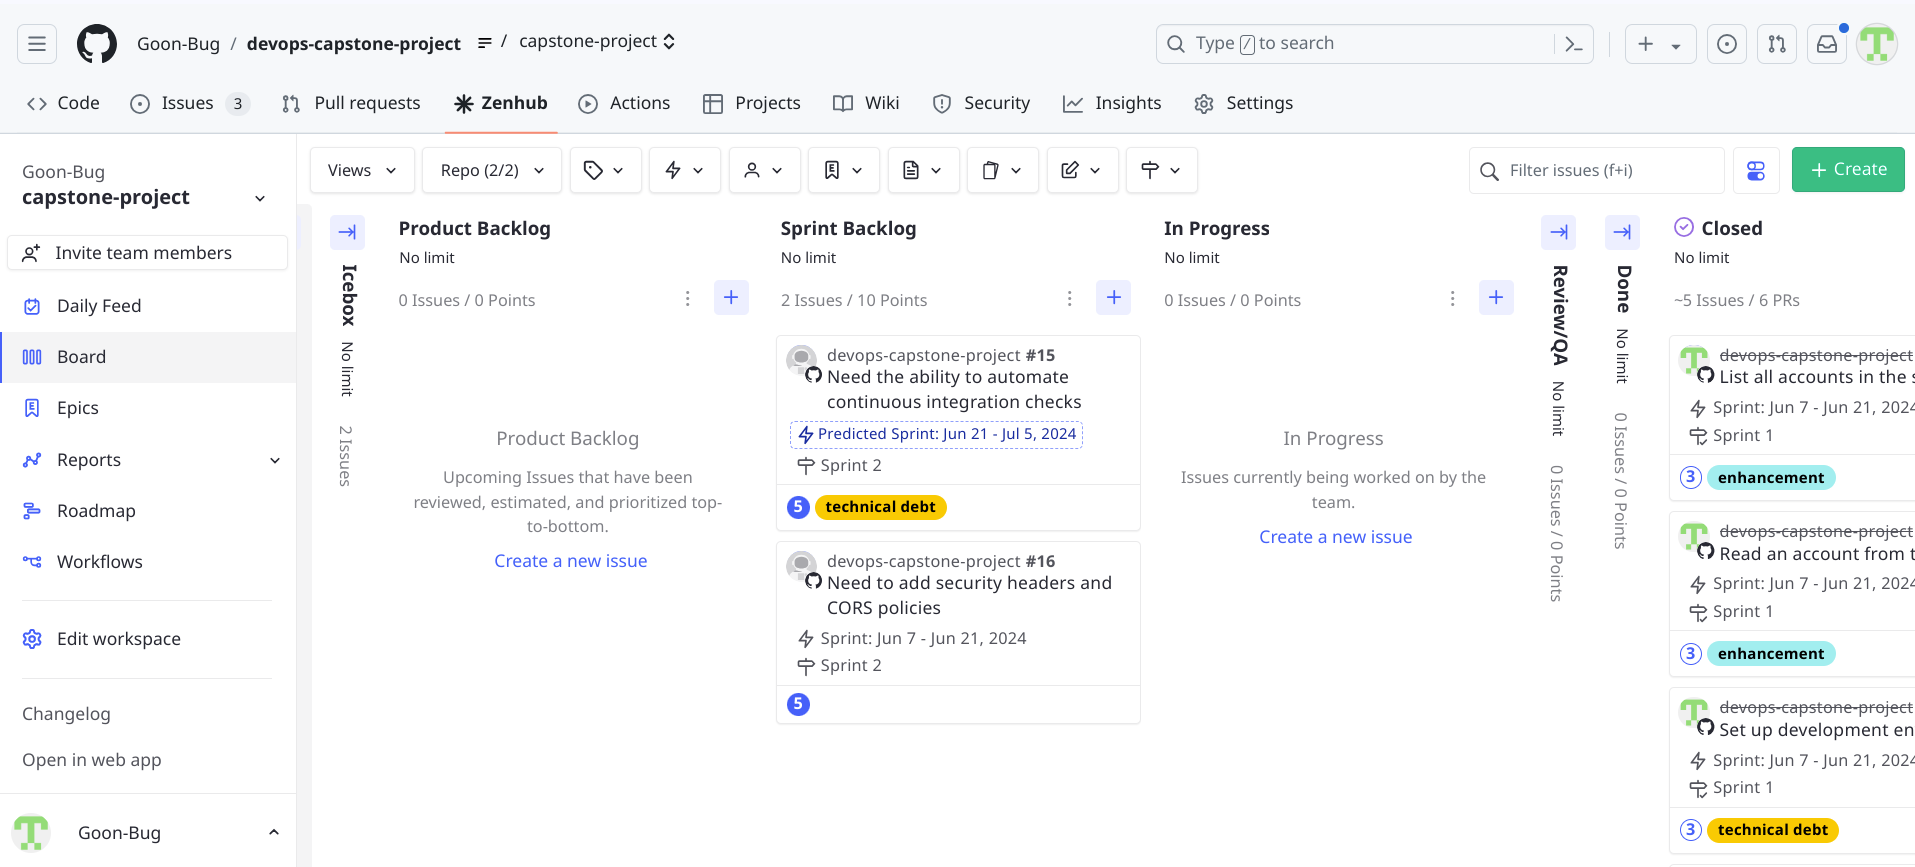 Goon-Bug / devops-capstone-project / capstone-project
Type / to search
Code
Issues 3
Pull requests
Zenhub
Actions
Projects
Wiki
Security
Insights
Settings
Goon-Bug
capstone-project
Invite team members
Daily Feed
Board
Epics
Reports
Roadmap
Workflows
Edit workspace
Changelog
Open in web app
Goon-Bug
Views
Repo (2/2)
Filter issues (f+i)
+ Create
Icebox No limit 2 Issues
Product Backlog
No limit
0 Issues / 0 Points
Product Backlog
Upcoming Issues that have been
reviewed, estimated, and prioritized top-
to-bottom.
Create a new issue
Sprint Backlog
No limit
2 Issues / 10 Points
devops-capstone-project #15
Need the ability to automate
continuous integration checks
Predicted Sprint: Jun 21 - Jul 5, 2024
Sprint 2
5 technical debt
devops-capstone-project #16
Need to add security headers and
CORS policies
Sprint: Jun 7 - Jun 21, 2024
Sprint 2
5
In Progress
No limit
0 Issues / 0 Points
In Progress
Issues currently being worked on by the
team.
Create a new issue
Review/QA No limit 0 Issues / 0 Points
Done No limit 0 Issues / 0 Points
Closed
No limit
~5 Issues / 6 PRs
devops-capstone-project
List all accounts in the s
Sprint: Jun 7 - Jun 21, 2024
Sprint 1
3 enhancement
devops-capstone-project
Read an account from t
Sprint: Jun 7 - Jun 21, 2024
Sprint 1
3 enhancement
devops-capstone-project
Set up development en
Sprint: Jun 7 - Jun 21, 2024
Sprint 1
3 technical debt